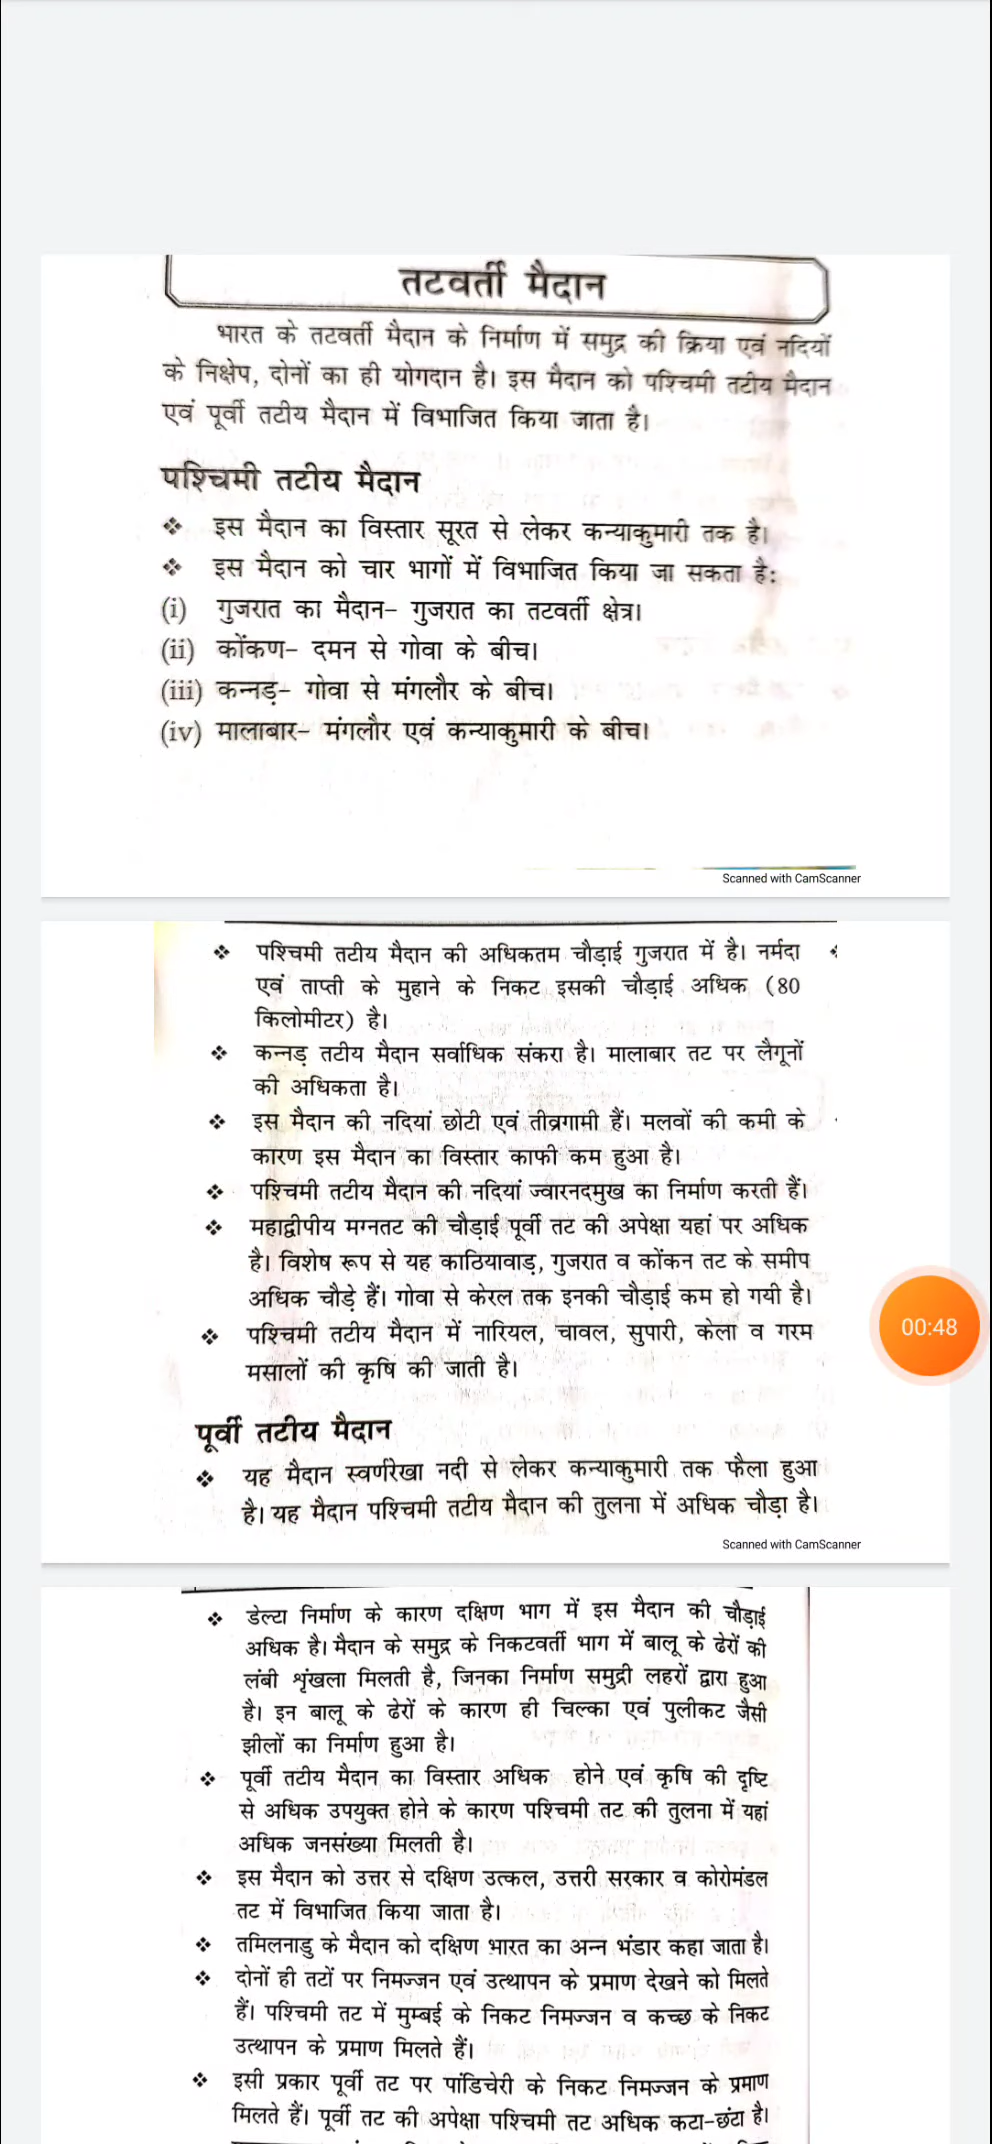 तटवर्ती मैदान
भारत के तटवर्ती मैदान के निर्माण में समुद्र की क्रिया एवं नदियों
के निक्षेप, दोनों का ही योगदान है। इस मैदान को पश्चिमी तटीय मैदान
एवं पूर्वी तटीय मैदान में विभाजित किया जाता है।
पश्चिमी तटीय मैदान
❖ इस मैदान का विस्तार सूरत से लेकर कन्याकुमारी तक है।
❖ इस मैदान को चार भागों में विभाजित किया जा सकता है:
(i) गुजरात का मैदान– गुजरात का तटवर्ती क्षेत्र।
(ii) कोंकण– दमन से गोवा के बीच।
(iii) कन्नड़– गोवा से मंगलौर के बीच।
(iv) मालाबार– मंगलौर एवं कन्याकुमारी के बीच।
Scanned with CamScanner
❖ पश्चिमी तटीय मैदान की अधिकतम चौड़ाई गुजरात में है। नर्मदा
एवं ताप्ती के मुहाने के निकट इसकी चौड़ाई अधिक (80
किलोमीटर) है।
❖ कन्नड़ तटीय मैदान सर्वाधिक संकरा है। मालाबार तट पर लैगूनों
की अधिकता है।
❖ इस मैदान की नदियां छोटी एवं तीव्रगामी हैं। मलवों की कमी के
कारण इस मैदान का विस्तार काफी कम हुआ है।
❖ पश्चिमी तटीय मैदान की नदियां ज्वारनदमुख का निर्माण करती हैं।
❖ महाद्वीपीय मग्नतट की चौड़ाई पूर्वी तट की अपेक्षा यहां पर अधिक
है। विशेष रूप से यह काठियावाड़, गुजरात व कोंकन तट के समीप
अधिक चौड़े हैं। गोवा से केरल तक इनकी चौड़ाई कम हो गयी है।
00:48
❖ पश्चिमी तटीय मैदान में नारियल, चावल, सुपारी, केला व गरम
मसालों की कृषि की जाती है।
पूर्वी तटीय मैदान
❖ यह मैदान स्वर्णरेखा नदी से लेकर कन्याकुमारी तक फैला हुआ
है। यह मैदान पश्चिमी तटीय मैदान की तुलना में अधिक चौड़ा है।
Scanned with CamScanner
❖ डेल्टा निर्माण के कारण दक्षिण भाग में इस मैदान की चौड़ाई
अधिक है। मैदान के समुद्र के निकटवर्ती भाग में बालू के ढेरों की
लंबी शृंखला मिलती है, जिनका निर्माण समुद्री लहरों द्वारा हुआ
है। इन बालू के ढेरों के कारण ही चिल्का एवं पुलीकट जैसी
झीलों का निर्माण हुआ है।
❖ पूर्वी तटीय मैदान का विस्तार अधिक होने एवं कृषि की दृष्टि
से अधिक उपयुक्त होने के कारण पश्चिमी तट की तुलना में यहां
अधिक जनसंख्या मिलती है।
❖ इस मैदान को उत्तर से दक्षिण उत्कल, उत्तरी सरकार व कोरोमंडल
तट में विभाजित किया जाता है।
❖ तमिलनाडु के मैदान को दक्षिण भारत का अन्न भंडार कहा जाता है।
❖ दोनों ही तटों पर निमज्जन एवं उत्थापन के प्रमाण देखने को मिलते
हैं। पश्चिमी तट में मुम्बई के निकट निमज्जन व कच्छ के निकट
उत्थापन के प्रमाण मिलते हैं।
❖ इसी प्रकार पूर्वी तट पर पांडिचेरी के निकट निमज्जन के प्रमाण
मिलते हैं। पूर्वी तट की अपेक्षा पश्चिमी तट अधिक कटा-छंटा है।